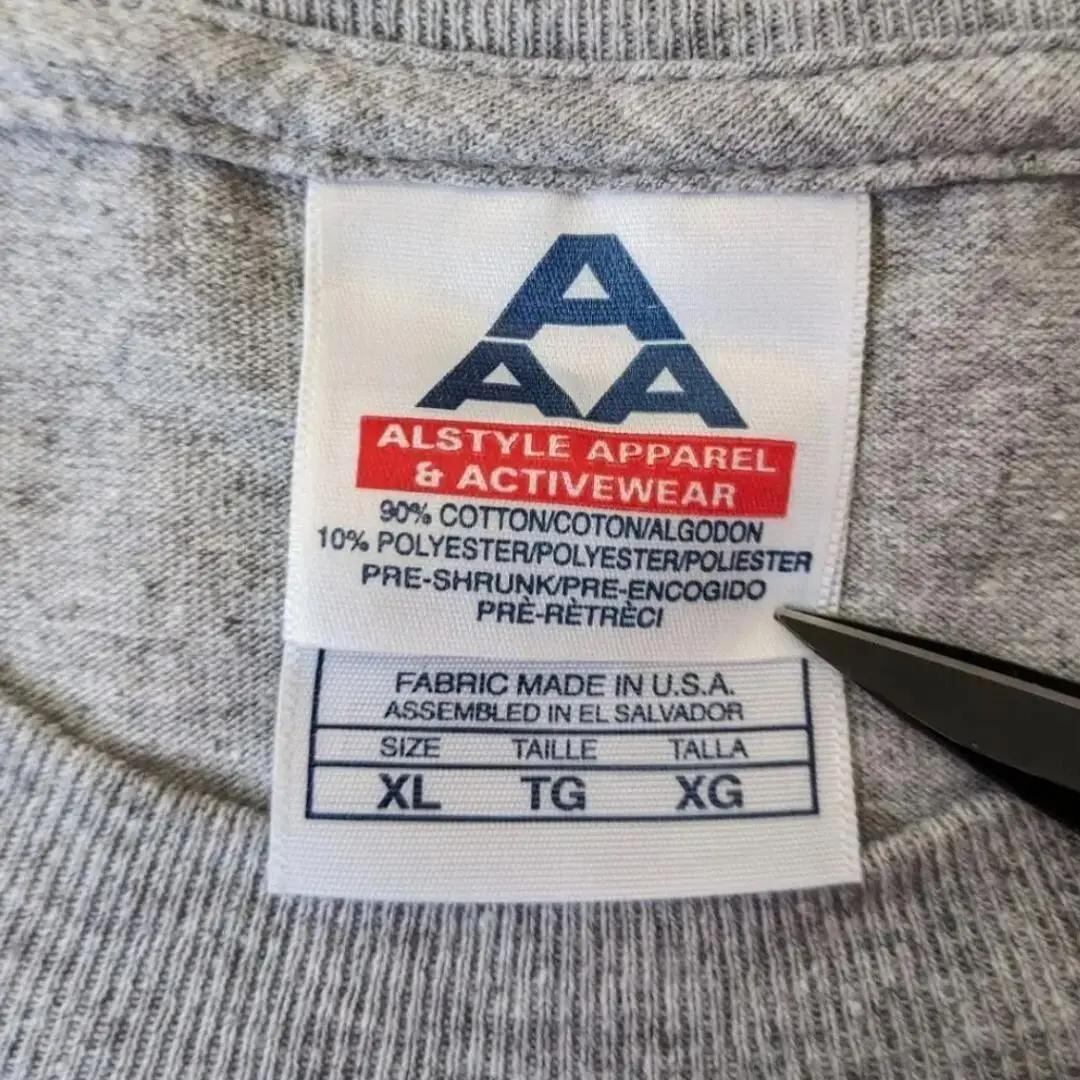 A
AA
ALSTYLE APPAREL
& ACTIVEWEAR
90% COTTON/COTON/ALGODON
10% POLYESTER/POLYESTER/POLIESTER
PRE-SHRUNK/PRE-ENCOGIDO
PRÈ-RÈTRÈCI
FABRIC MADE IN U.S.A.
ASSEMBLED IN EL SALVADOR
SIZE TAILLE TALLA
XL TG XG